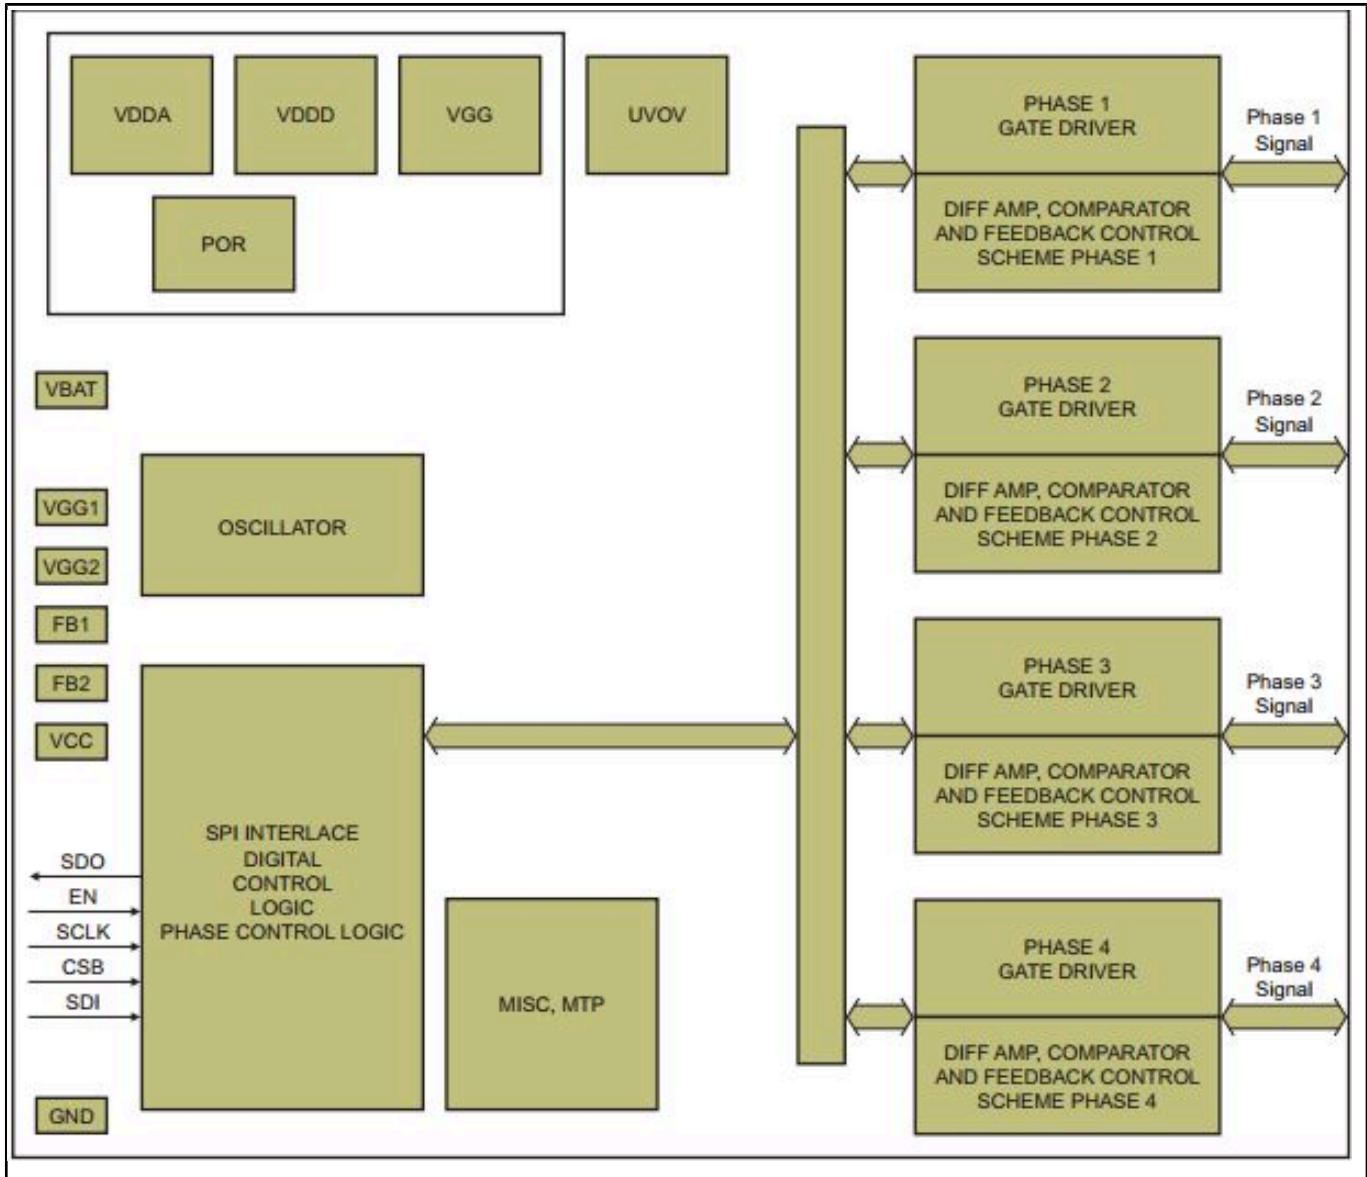 VDDA
VDDD
VGG
UVOV
POR
PHASE 1
GATE DRIVER
DIFF AMP, COMPARATOR
AND FEEDBACK CONTROL
SCHEME PHASE 1
Phase 1
Signal
VBAT
PHASE 2
GATE DRIVER
DIFF AMP, COMPARATOR
AND FEEDBACK CONTROL
SCHEME PHASE 2
Phase 2
Signal
VGG1
VGG2
FB1
FB2
VCC
OSCILLATOR
PHASE 3
GATE DRIVER
DIFF AMP, COMPARATOR
AND FEEDBACK CONTROL
SCHEME PHASE 3
Phase 3
Signal
SDO
EN
SCLK
CSB
SDI
SPI INTERLACE
DIGITAL
CONTROL
LOGIC
PHASE CONTROL LOGIC
MISC, MTP
PHASE 4
GATE DRIVER
DIFF AMP, COMPARATOR
AND FEEDBACK CONTROL
SCHEME PHASE 4
Phase 4
Signal
GND